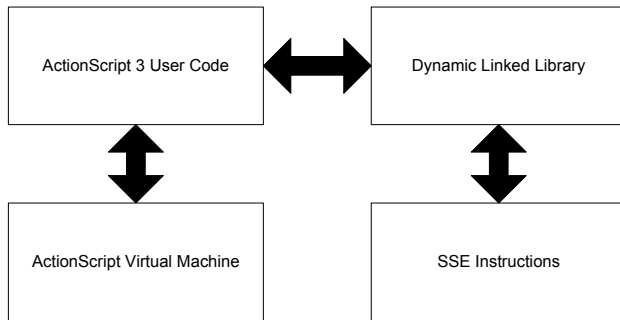 ActionScript 3 User Code
Dynamic Linked Library
ActionScript Virtual Machine
SSE Instructions